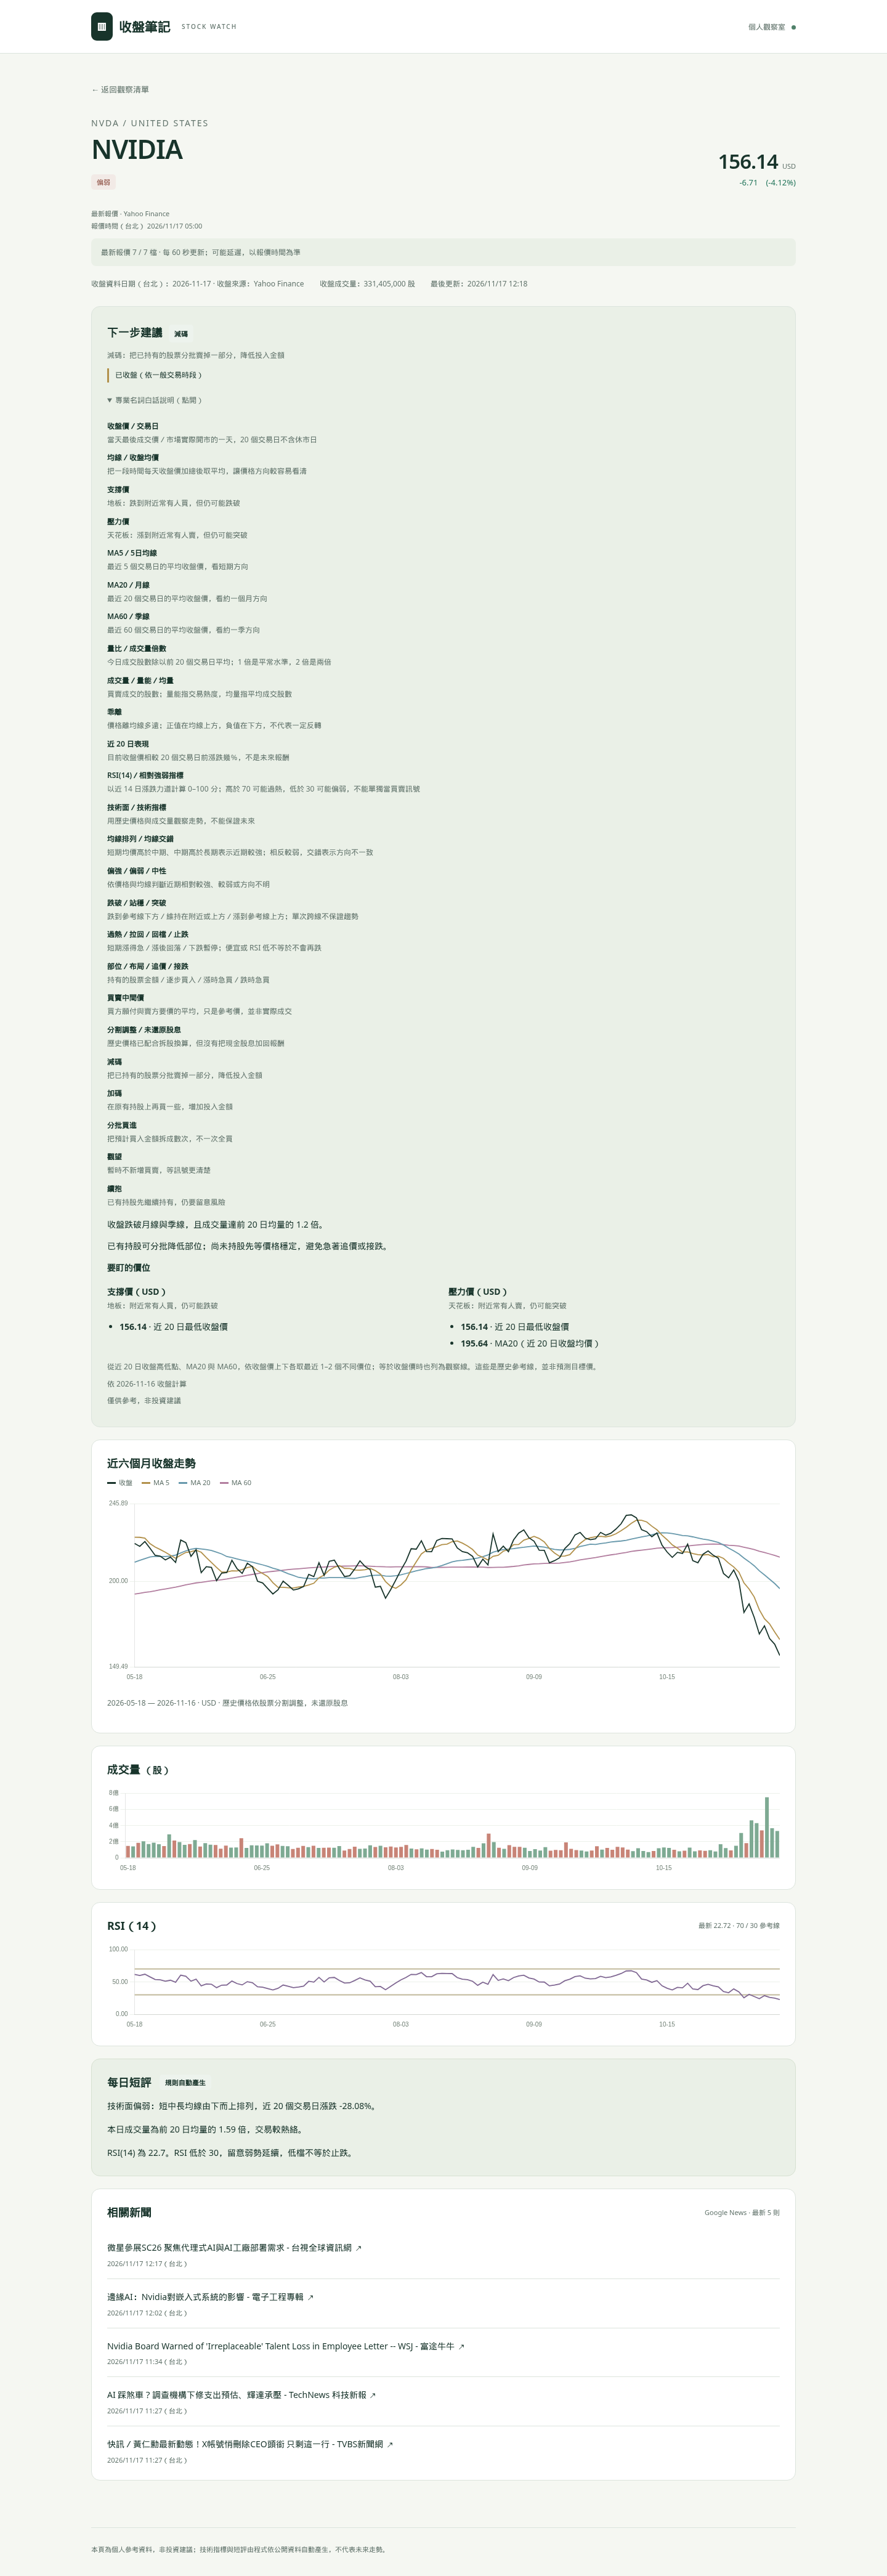 收盤筆記 STOCK WATCH
個人觀察室
← 返回觀察清單
NVDA / UNITED STATES
NVIDIA
156.14 USD
偏弱
-6.71 (-4.12%)
最新報價 · Yahoo Finance
報價時間（台北）2026/11/17 05:00
最新報價 7 / 7 檔 · 每 60 秒更新；可能延遲，以報價時間為準
收盤資料日期（台北）：2026-11-17 · 收盤來源：Yahoo Finance 收盤成交量：331,405,000 股 最後更新：2026/11/17 12:18
下一步建議 減碼
減碼：把已持有的股票分批賣掉一部分，降低投入金額
已收盤（依一般交易時段）
▼ 專業名詞白話說明（點開）
收盤價 / 交易日
當天最後成交價 / 市場實際開市的一天，20 個交易日不含休市日
均線 / 收盤均價
把一段時間每天收盤價加總後取平均，讓價格方向較容易看清
支撐價
地板：跌到附近常有人買，但仍可能跌破
壓力價
天花板：漲到附近常有人賣，但仍可能突破
MA5 / 5日均線
最近 5 個交易日的平均收盤價，看短期方向
MA20 / 月線
最近 20 個交易日的平均收盤價，看約一個月方向
MA60 / 季線
最近 60 個交易日的平均收盤價，看約一季方向
量比 / 成交量倍數
今日成交股數除以前 20 個交易日平均；1 倍是平常水準，2 倍是兩倍
成交量 / 量能 / 均量
買賣成交的股數；量能指交易熱度，均量指平均成交股數
乖離
價格離均線多遠；正值在均線上方，負值在下方，不代表一定反轉
近 20 日表現
目前收盤價相較 20 個交易日前漲跌幾％，不是未來報酬
RSI(14) / 相對強弱指標
以近 14 日漲跌力道計算 0–100 分；高於 70 可能過熱，低於 30 可能偏弱，不能單獨當買賣訊號
技術面 / 技術指標
用歷史價格與成交量觀察走勢，不能保證未來
均線排列 / 均線交錯
短期均價高於中期、中期高於長期表示近期較強；相反較弱，交錯表示方向不一致
偏強 / 偏弱 / 中性
依價格與均線判斷近期相對較強、較弱或方向不明
跌破 / 站穩 / 突破
跌到參考線下方 / 維持在附近或上方 / 漲到參考線上方；單次跨線不保證趨勢
過熱 / 拉回 / 回檔 / 止跌
短期漲得急 / 漲後回落 / 下跌暫停；便宜或 RSI 低不等於不會再跌
部位 / 布局 / 追價 / 接跌
持有的股票金額 / 逐步買入 / 漲時急買 / 跌時急買
買賣中間價
買方願付與賣方要價的平均，只是參考價，並非實際成交
分割調整 / 未還原股息
歷史價格已配合拆股換算，但沒有把現金股息加回報酬
減碼
把已持有的股票分批賣掉一部分，降低投入金額
加碼
在原有持股上再買一些，增加投入金額
分批買進
把預計買入金額拆成數次，不一次全買
觀望
暫時不新增買賣，等訊號更清楚
續抱
已有持股先繼續持有，仍要留意風險
收盤跌破月線與季線，且成交量達前 20 日均量的 1.2 倍。
已有持股可分批降低部位；尚未持股先等價格穩定，避免急著追價或接跌。
要盯的價位
支撐價（USD）
地板：附近常有人買，仍可能跌破
• 156.14 · 近 20 日最低收盤價
壓力價（USD）
天花板：附近常有人賣，仍可能突破
• 156.14 · 近 20 日最低收盤價
• 195.64 · MA20（近 20 日收盤均價）
從近 20 日收盤高低點、MA20 與 MA60，依收盤價上下各取最近 1–2 個不同價位；等於收盤價時也列為觀察線。這些是歷史參考線，並非預測目標價。
依 2026-11-16 收盤計算
僅供參考，非投資建議
近六個月收盤走勢
收盤 MA 5 MA 20 MA 60
245.89
200.00
149.49
05-18 06-25 08-03 09-09 10-15
2026-05-18 — 2026-11-16 · USD · 歷史價格依股票分割調整，未還原股息
成交量（股）
8億
6億
4億
2億
0
05-18 06-25 08-03 09-09 10-15
RSI（14）
最新 22.72 · 70 / 30 參考線
100.00
50.00
0.00
05-18 06-25 08-03 09-09 10-15
每日短評 規則自動產生
技術面偏弱：短中長均線由下而上排列，近 20 個交易日漲跌 -28.08%。
本日成交量為前 20 日均量的 1.59 倍，交易較熱絡。
RSI(14) 為 22.7。RSI 低於 30，留意弱勢延續，低檔不等於止跌。
相關新聞
Google News · 最新 5 則
微星參展SC26 聚焦代理式AI與AI工廠部署需求 - 台視全球資訊網 ↗
2026/11/17 12:17（台北）
邊緣AI：Nvidia對嵌入式系統的影響 - 電子工程專輯 ↗
2026/11/17 12:02（台北）
Nvidia Board Warned of 'Irreplaceable' Talent Loss in Employee Letter -- WSJ - 富途牛牛 ↗
2026/11/17 11:34（台北）
AI 踩煞車？調查機構下修支出預估、輝達承壓 - TechNews 科技新報 ↗
2026/11/17 11:27（台北）
快訊 / 黃仁勳最新動態！X帳號悄刪除CEO頭銜 只剩這一行 - TVBS新聞網 ↗
2026/11/17 11:27（台北）
本頁為個人參考資料，非投資建議；技術指標與短評由程式依公開資料自動產生，不代表未來走勢。